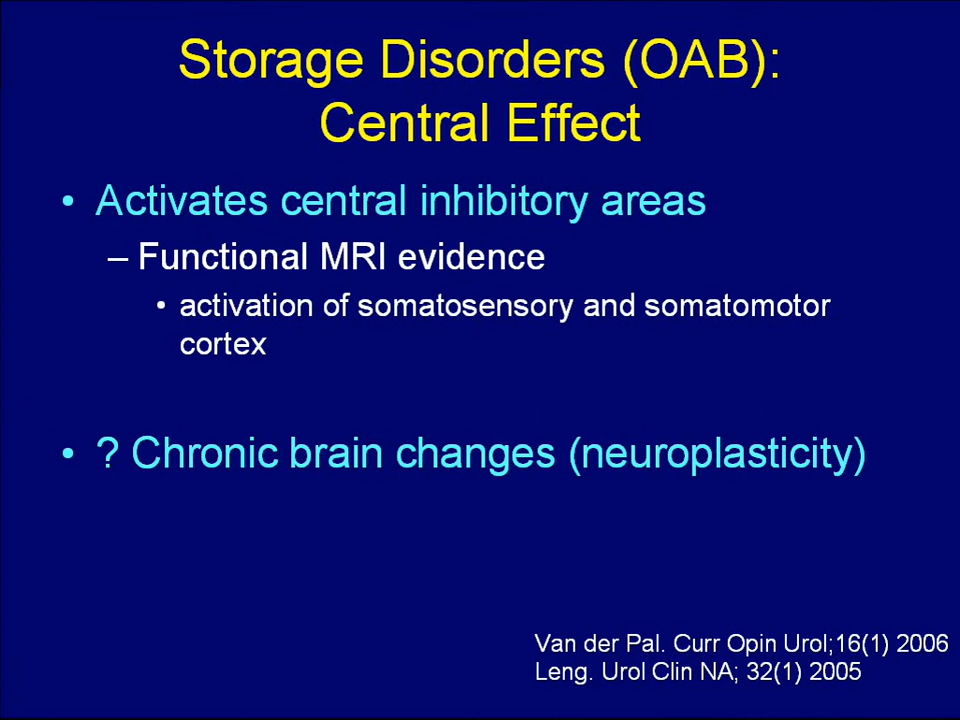 Storage Disorders (OAB):
Central Effect
• Activates central inhibitory areas
– Functional MRI evidence
• activation of somatosensory and somatomotor
cortex
• ? Chronic brain changes (neuroplasticity)
Van der Pal. Curr Opin Urol;16(1) 2006
Leng. Urol Clin NA; 32(1) 2005